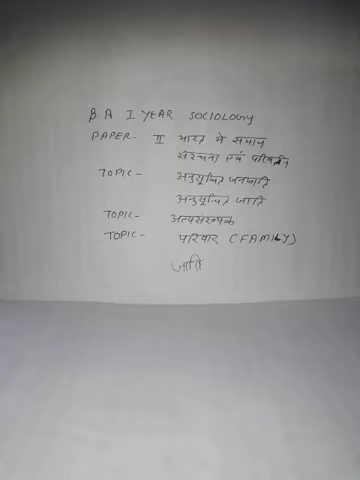 B.A I YEAR SOCIOLOGY
PAPER- II भारत मे समाज
संरचना एवं परिवर्तन
TOPIC- अनुसूचित जनजाति
अनुसूचित जाति
TOPIC- अल्पसंख्यक
TOPIC- परिवार (FAMILY)
जाति